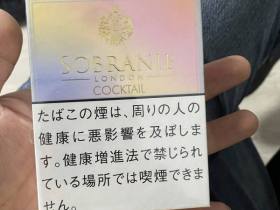 SOBRANIE
LONDON
COCKTAIL
たばこの煙は、周りの人の
健康に悪影響を及ぼしま
す。健康増進法で禁じられ
ている場所では喫煙できま
せん。